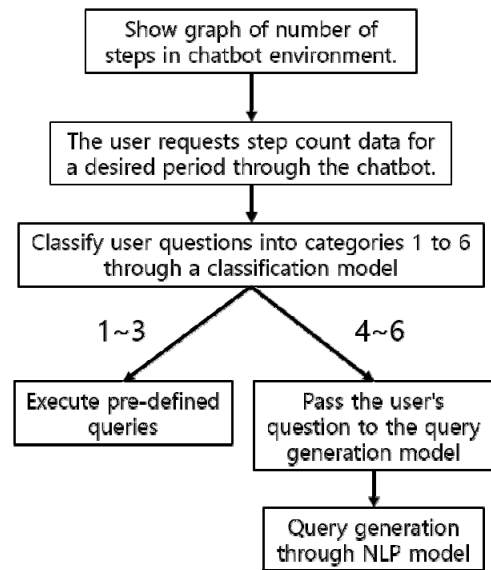 Show graph of number of
steps in chatbot environment.
The user requests step count data for
a desired period through the chatbot.
Classify user questions into categories 1 to 6
through a classification model
1~3
4~6
Execute pre-defined
queries
Pass the user's
question to the query
generation model
Query generation
through NLP model